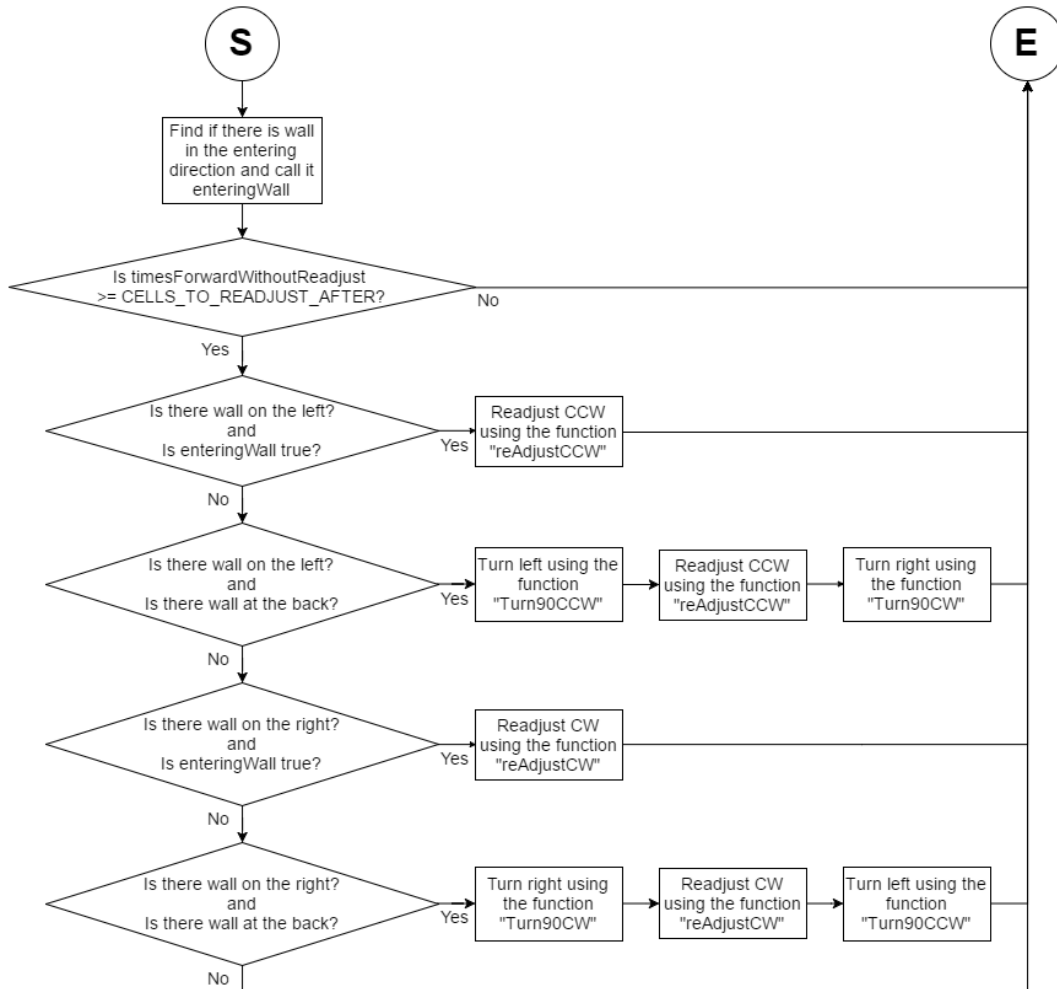 S
E
Find if there is wall
in the entering
direction and call it
enteringWall
Is timesForwardWithoutReadjust
>= CELLS_TO_READJUST_AFTER?
No
Yes
Is there wall on the left?
and
Is enteringWall true?
Yes
Readjust CCW
using the function
"reAdjustCCW"
No
Is there wall on the left?
and
Is there wall at the back?
Yes
Turn left using the
function
"Turn90CCW"
Readjust CCW
using the function
"reAdjustCCW"
Turn right using
the function
"Turn90CW"
No
Is there wall on the right?
and
Is enteringWall true?
Yes
Readjust CW
using the function
"reAdjustCW"
No
Is there wall on the right?
and
Is there wall at the back?
Yes
Turn right using
the function
"Turn90CW"
Readjust CW
using the function
"reAdjustCW"
Turn left using the
function
"Turn90CCW"
No